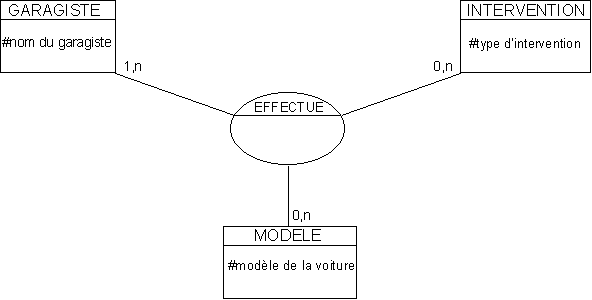 GARAGISTE
#nom du garagiste
INTERVENTION
#type d'intervention
1,n
0,n
EFFECTUE
0,n
MODELE
#modèle de la voiture